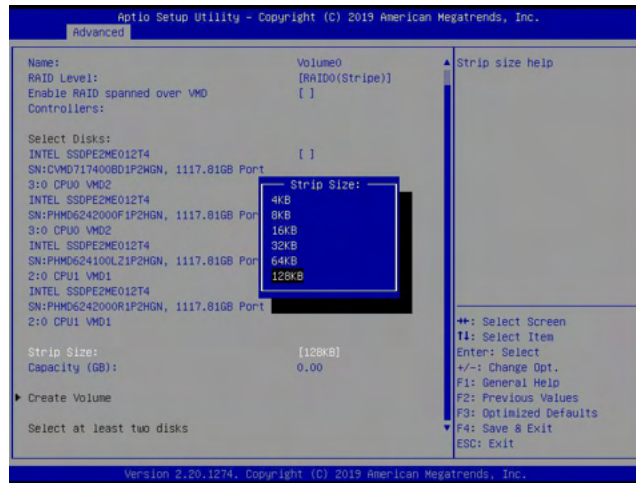 Aptio Setup Utility – Copyright (C) 2019 American Megatrends, Inc.
Advanced
Name: Volume0
RAID Level: [RAID0(Stripe)]
Enable RAID spanned over VMD [ ]
Controllers:
Select Disks:
INTEL SSDPE2ME012T4 [ ]
SN:CVMD717400BD1P2WGN, 1117.81GB Port
3:0 CPU0 VMD2
INTEL SSDPE2ME012T4
SN:PHMD6242000F1P2HGN, 1117.81GB Por
3:0 CPU0 VMD2
INTEL SSDPE2ME012T4
SN:PHMD624100LZ1P2HGN, 1117.81GB Por
2:0 CPU1 VMD1
INTEL SSDPE2ME012T4
SN:PHMD6242000R1P2HGN, 1117.81GB Port
2:0 CPU1 VMD1
Strip Size: [128KB]
Capacity (GB): 0.00
Create Volume
Select at least two disks
Strip Size:
4KB
8KB
16KB
32KB
64KB
128KB
Strip size help
→←: Select Screen
↑↓: Select Item
Enter: Select
+/-: Change Opt.
F1: General Help
F2: Previous Values
F3: Optimized Defaults
F4: Save & Exit
ESC: Exit
Version 2.20.1274. Copyright (C) 2019 American Megatrends, Inc.